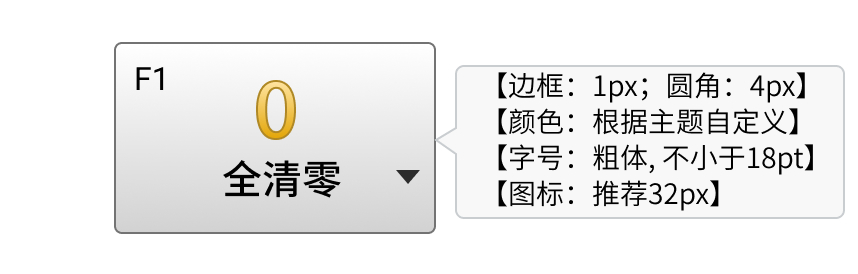 F1
0
全清零
【边框：1px；圆角：4px】
【颜色：根据主题自定义】
【字号：粗体, 不小于18pt】
【图标：推荐32px】